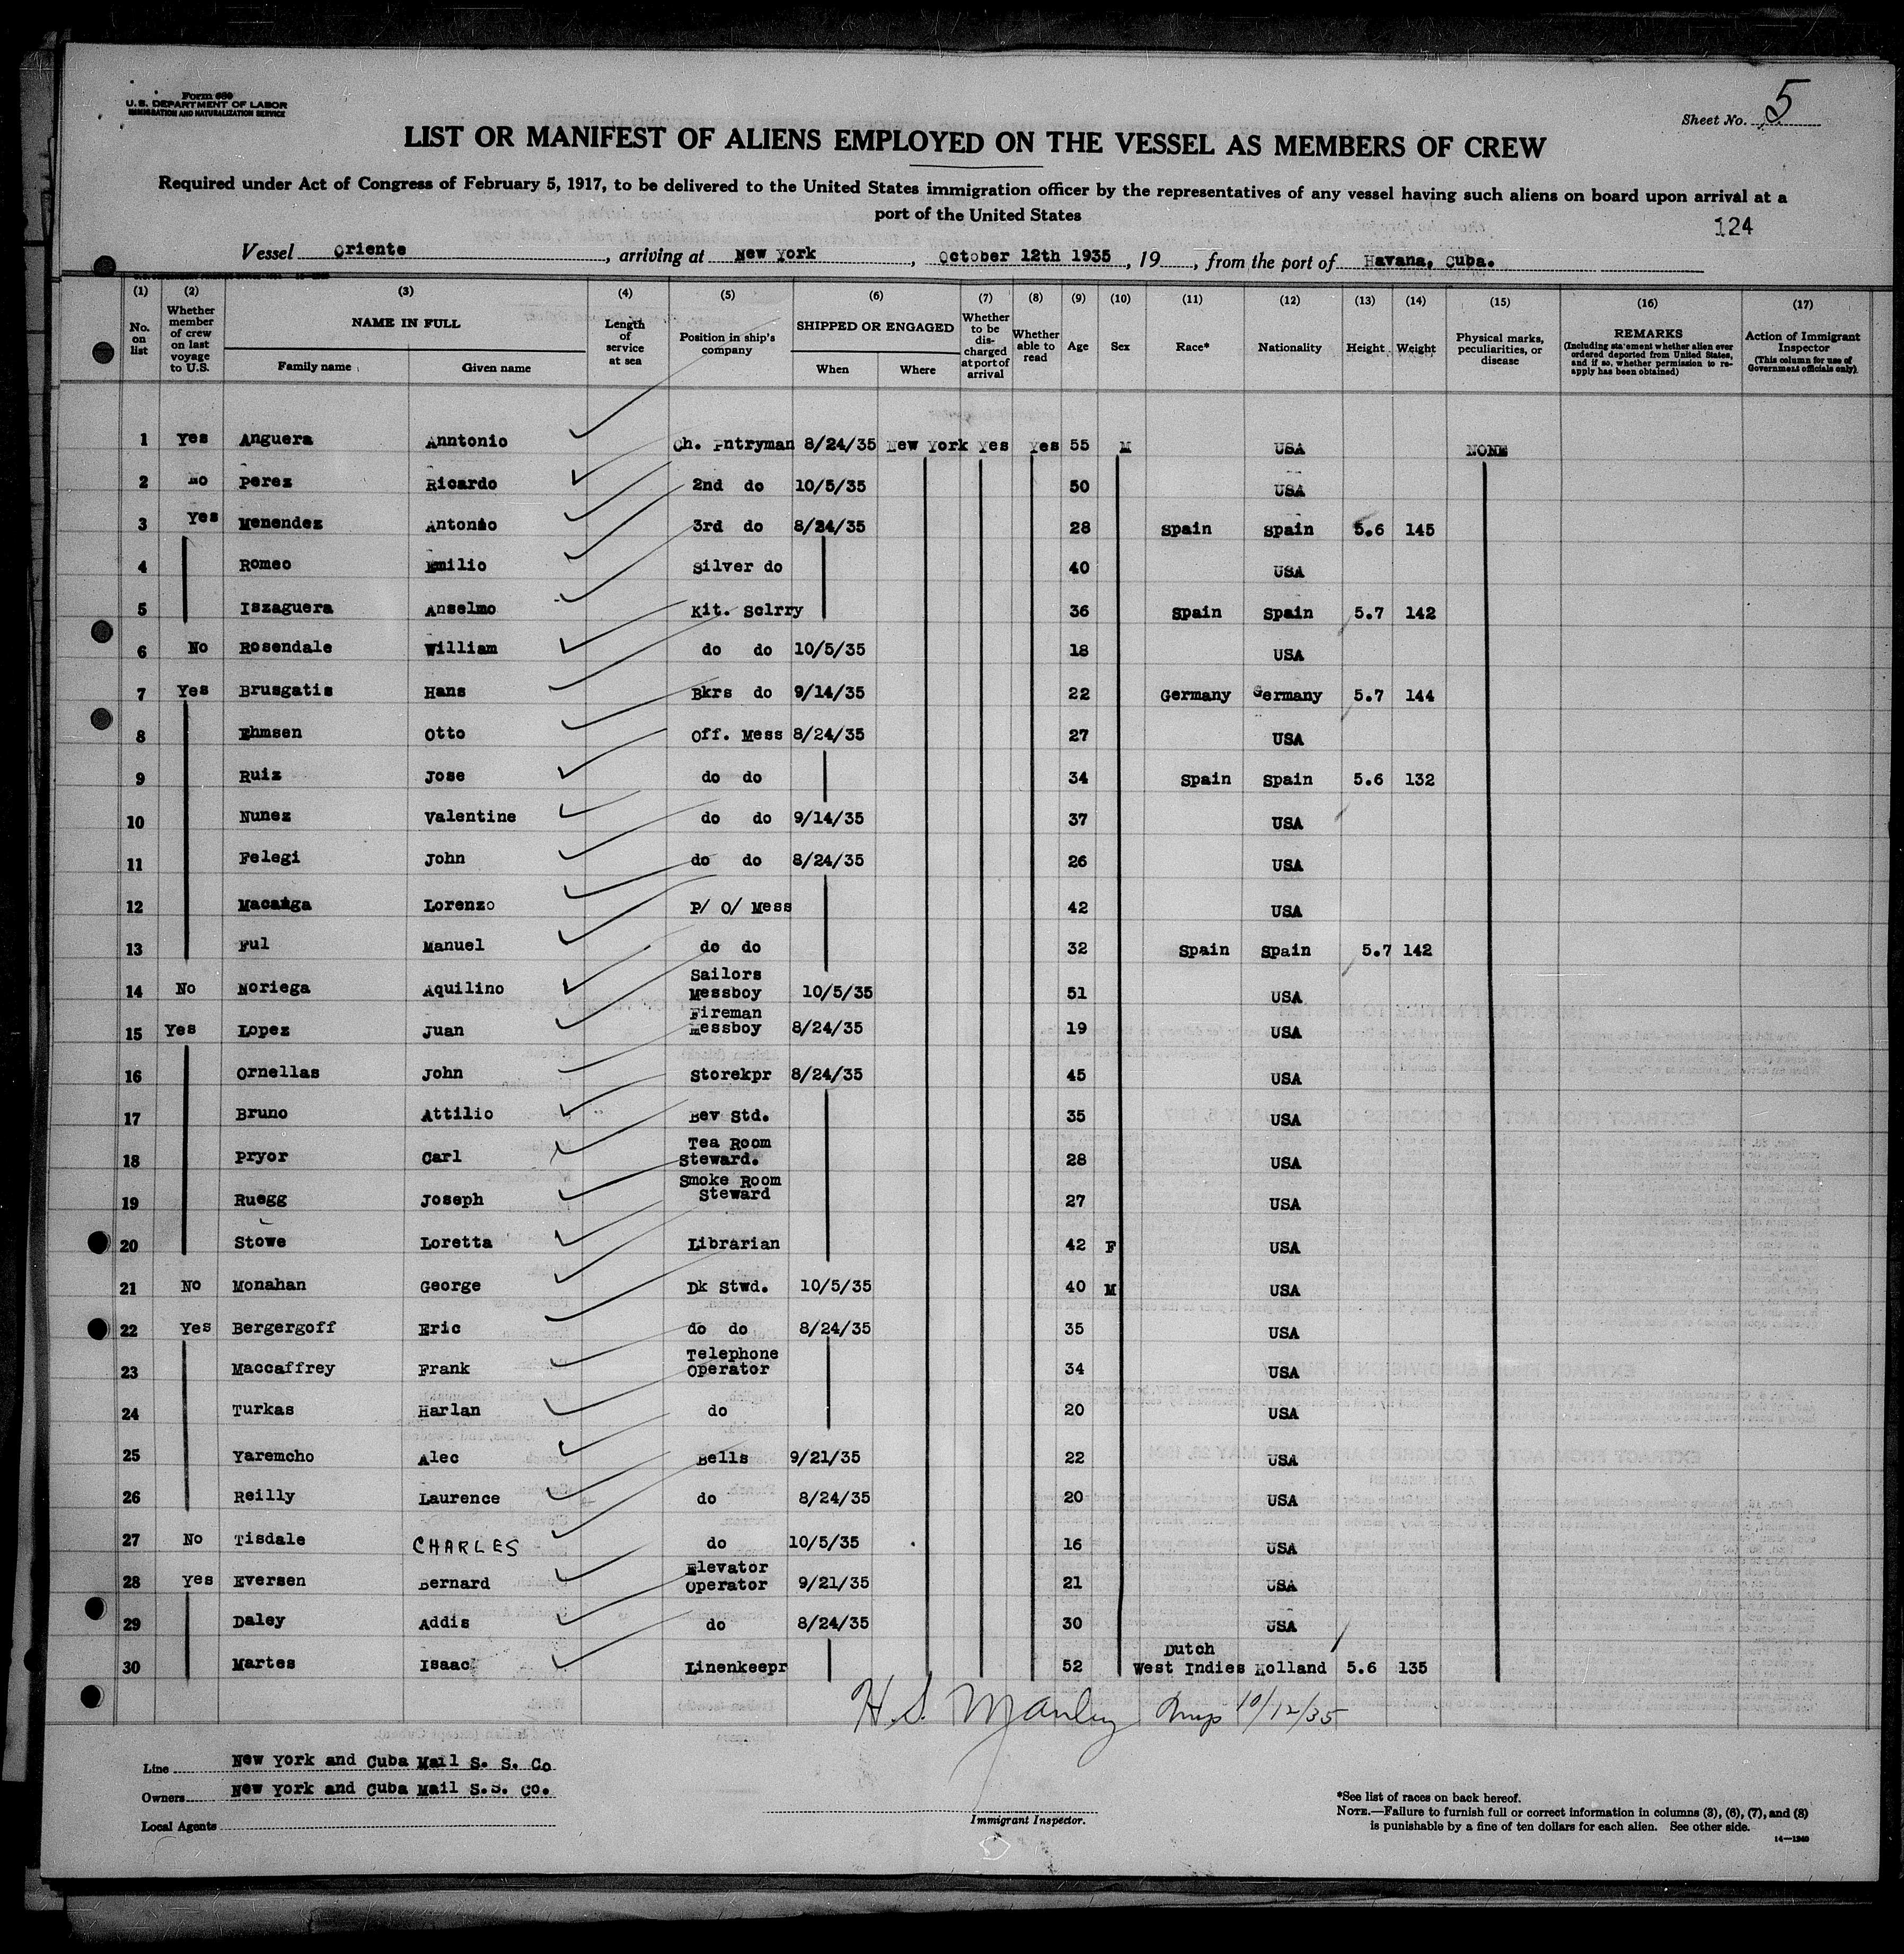 Form 680
U. S. DEPARTMENT OF LABOR
IMMIGRATION AND NATURALIZATION SERVICE
Sheet No. 5
LIST OR MANIFEST OF ALIENS EMPLOYED ON THE VESSEL AS MEMBERS OF CREW
Required under Act of Congress of February 5, 1917, to be delivered to the United States immigration officer by the representatives of any vessel having such aliens on board upon arrival at a
port of the United States
124
Vessel Oriente, arriving at New York, October 12th 1935, 19, from the port of Havana, Cuba.
(1) (2) (3) (4) (5) (6) (7) (8) (9) (10) (11) (12) (13) (14) (15) (16) (17)
No. on list
Whether member of crew on last voyage to U.S.
NAME IN FULL
Family name
Given name
Length of service at sea
Position in ship's company
SHIPPED OR ENGAGED
When
Where
Whether to be discharged at port of arrival
Whether able to read
Age
Sex
Race*
Nationality
Height
Weight
Physical marks, peculiarities, or disease
REMARKS
(Including statement whether alien ever ordered deported from United States, and if so, whether permission to re-apply has been obtained)
Action of Immigrant Inspector
(This column for use of Government officials only)
1 Yes Anguera Anntonio Ch. Pntryman 8/24/35 New York Yes Yes 55 M USA NONE
2 No Perez Ricardo 2nd do 10/5/35 50 USA
3 Yes Menendez Antonio 3rd do 8/24/35 28 Spain Spain 5.6 145
4 Romeo Emilio Silver do 40 USA
5 Iszaguera Anselmo Kit. Sclrry 36 Spain Spain 5.7 142
6 No Rosendale William do do 10/5/35 18 USA
7 Yes Brusgatis Hans Bkrs do 9/14/35 22 Germany Germany 5.7 144
8 Ehmsen Otto Off. Mess 8/24/35 27 USA
9 Ruiz Jose do do 34 Spain Spain 5.6 132
10 Nunez Valentine do do 9/14/35 37 USA
11 Felegi John do do 8/24/35 26 USA
12 Lorenzo P/ O/ Mess 42 USA
13 Ful Manuel do do 32 Spain Spain 5.7 142
14 No Noriega Aquilino Sailors Messboy 10/5/35 51 USA
15 Yes Lopez Juan Fireman Messboy 8/24/35 19 USA
16 Ornellas John Storekpr 8/24/35 45 USA
17 Bruno Attilio Bev Std. 35 USA
18 Pryor Carl Tea Room Steward. 28 USA
19 Ruegg Joseph Smoke Room Steward 27 USA
20 Stowe Loretta Librarian 42 F USA
21 No Monahan George Dk Stwd. 10/5/35 40 M USA
22 Yes Bergergoff Eric do do 8/24/35 35 USA
23 Maccaffrey Frank Telephone Operator 34 USA
24 Turkas Harlan do 20 USA
25 Yaremcho Alec Bells 9/21/35 22 USA
26 Reilly Laurence do 8/24/35 20 USA
27 No Tisdale CHARLES do 10/5/35 16 USA
28 Yes Eversen Bernard Elevator Operator 9/21/35 21 USA
29 Daley Addis do 8/24/35 30 USA
30 Martes Isaac Linenkeepr 52 Dutch West Indies Holland 5.6 135
H. S. Manley Insp 10/12/35
Line New York and Cuba Mail S. S. Co
Owners New York and Cuba Mail S.S. Co.
Local Agents
Immigrant Inspector.
*See list of races on back hereof.
NOTE.—Failure to furnish full or correct information in columns (3), (6), (7), and (8)
is punishable by a fine of ten dollars for each alien. See other side.
14—1240